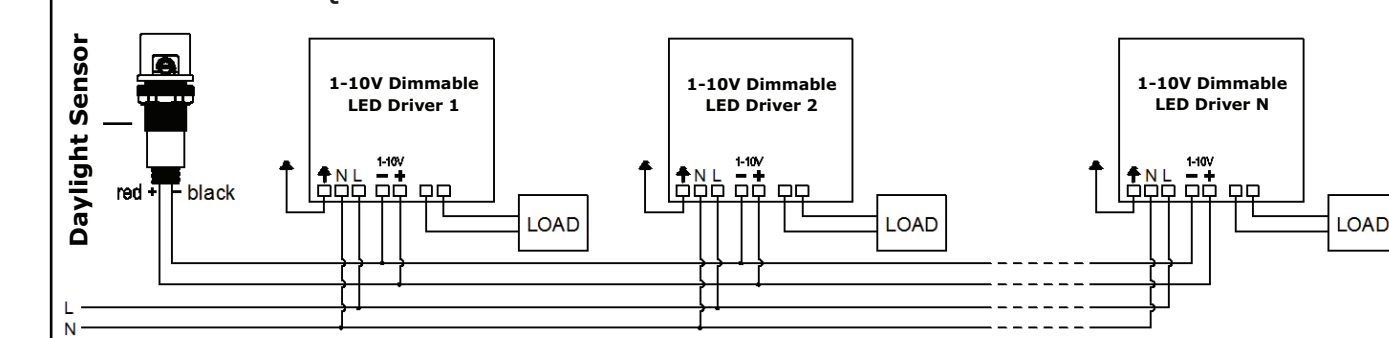 Daylight Sensor
red + - black
1-10V Dimmable
LED Driver 1
1-10V
N L - +
LOAD
1-10V Dimmable
LED Driver 2
1-10V
N L - +
LOAD
1-10V Dimmable
LED Driver N
1-10V
N L - +
LOAD
L
N